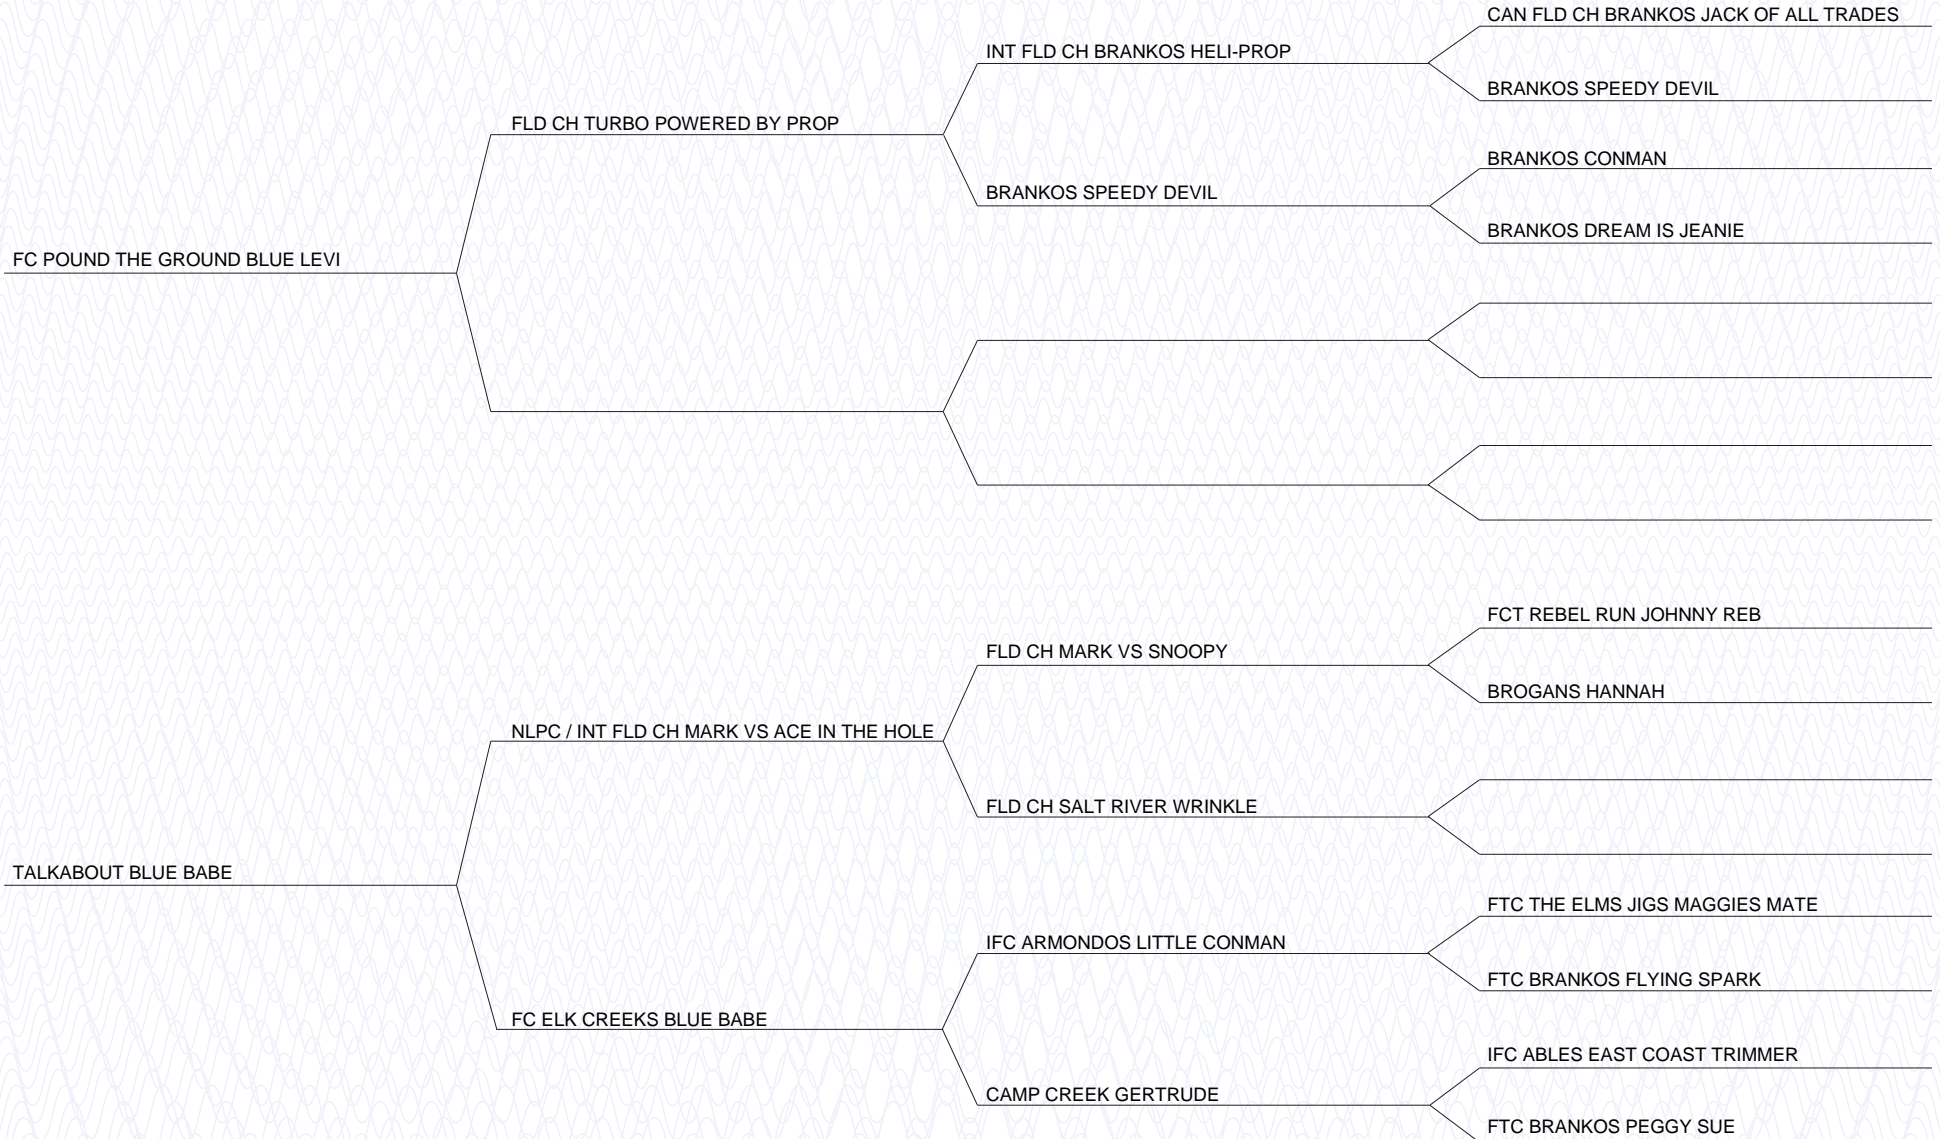 CAN FLD CH BRANKOS JACK OF ALL TRADES
INT FLD CH BRANKOS HELI-PROP
BRANKOS SPEEDY DEVIL
FLD CH TURBO POWERED BY PROP
BRANKOS CONMAN
BRANKOS SPEEDY DEVIL
BRANKOS DREAM IS JEANIE
FC POUND THE GROUND BLUE LEVI
FCT REBEL RUN JOHNNY REB
FLD CH MARK VS SNOOPY
BROGANS HANNAH
NLPC / INT FLD CH MARK VS ACE IN THE HOLE
FLD CH SALT RIVER WRINKLE
TALKABOUT BLUE BABE
FTC THE ELMS JIGS MAGGIES MATE
IFC ARMONDOS LITTLE CONMAN
FTC BRANKOS FLYING SPARK
FC ELK CREEKS BLUE BABE
IFC ABLES EAST COAST TRIMMER
CAMP CREEK GERTRUDE
FTC BRANKOS PEGGY SUE